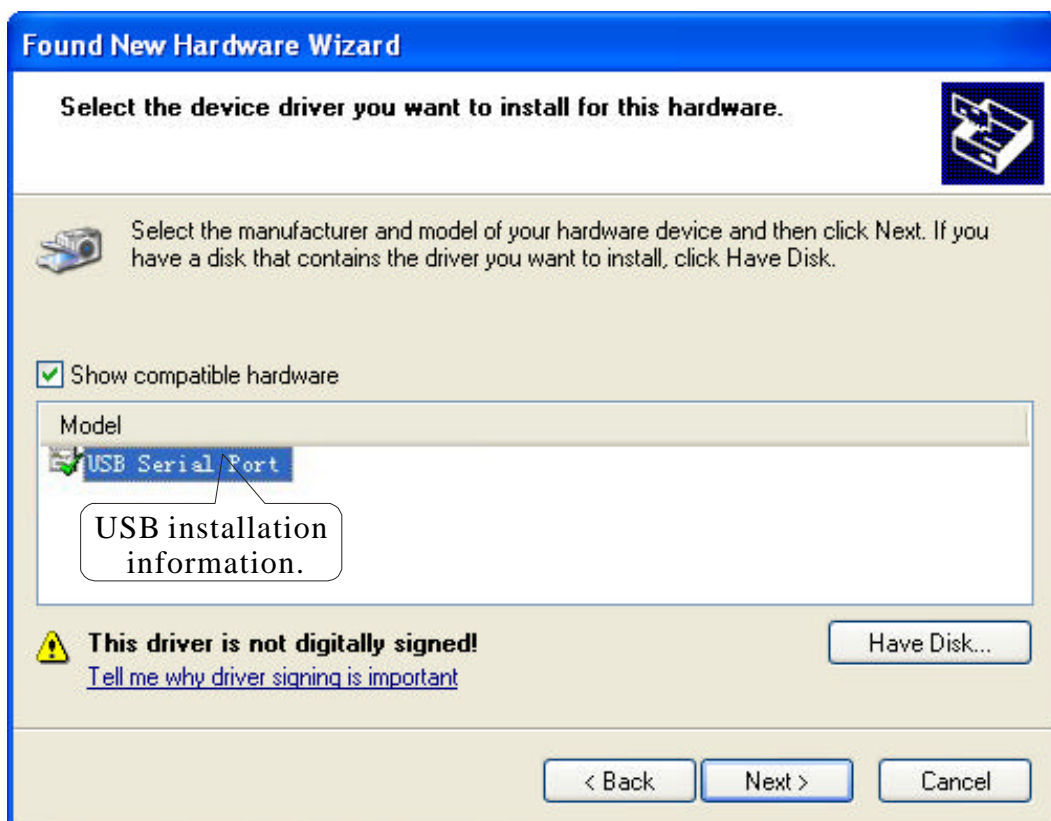 Found New Hardware Wizard
Select the device driver you want to install for this hardware.
Select the manufacturer and model of your hardware device and then click Next. If you
have a disk that contains the driver you want to install, click Have Disk.
Show compatible hardware
Model
USB Serial Port
USB installation
information.
This driver is not digitally signed!
Have Disk...
Tell me why driver signing is important
< Back
Next >
Cancel